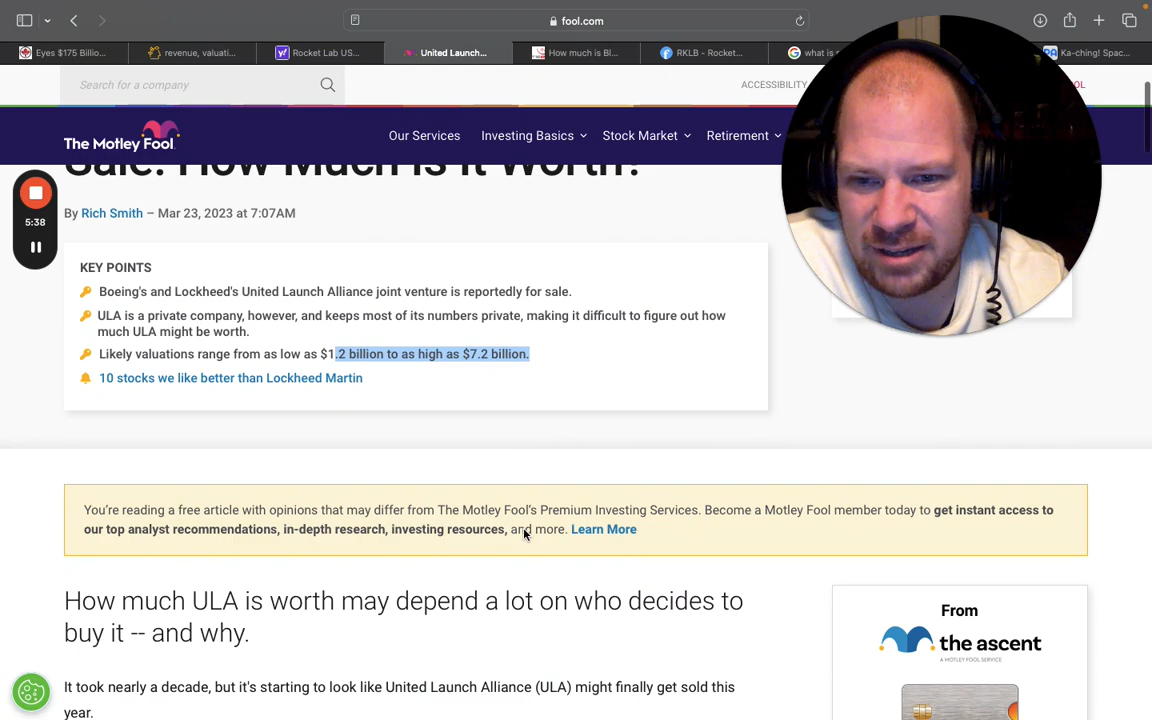 fool.com
Eyes $175 Billio...
revenue, valuati...
Rocket Lab US...
United Launch...
How much is Bl...
RKLB - Rocket...
what is
Ka-ching! Spac...
Search for a company
ACCESSIBILITY
The Motley Fool
Our Services
Investing Basics
Stock Market
Retirement
Sale: How Much Is It Worth?
5:38
By Rich Smith – Mar 23, 2023 at 7:07AM
KEY POINTS
Boeing's and Lockheed's United Launch Alliance joint venture is reportedly for sale.
ULA is a private company, however, and keeps most of its numbers private, making it difficult to figure out how
much ULA might be worth.
Likely valuations range from as low as $1.2 billion to as high as $7.2 billion.
10 stocks we like better than Lockheed Martin
You're reading a free article with opinions that may differ from The Motley Fool's Premium Investing Services. Become a Motley Fool member today to get instant access to
our top analyst recommendations, in-depth research, investing resources, and more. Learn More
How much ULA is worth may depend a lot on who decides to
buy it -- and why.
It took nearly a decade, but it's starting to look like United Launch Alliance (ULA) might finally get sold this
year.
From
the ascent
A MOTLEY FOOL SERVICE